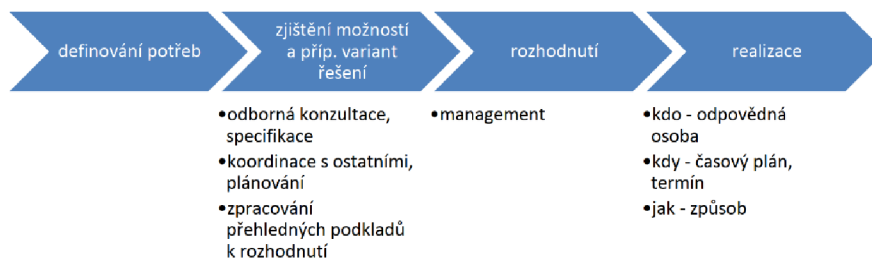 definování potřeb
zjištění možností
a příp. variant
řešení
rozhodnutí
realizace
•odborná konzultace,
specifikace
•koordinace s ostatními,
plánování
•zpracování
přehledných podkladů
k rozhodnutí
•management
•kdo - odpovědná
osoba
•kdy - časový plán,
termín
•jak - způsob